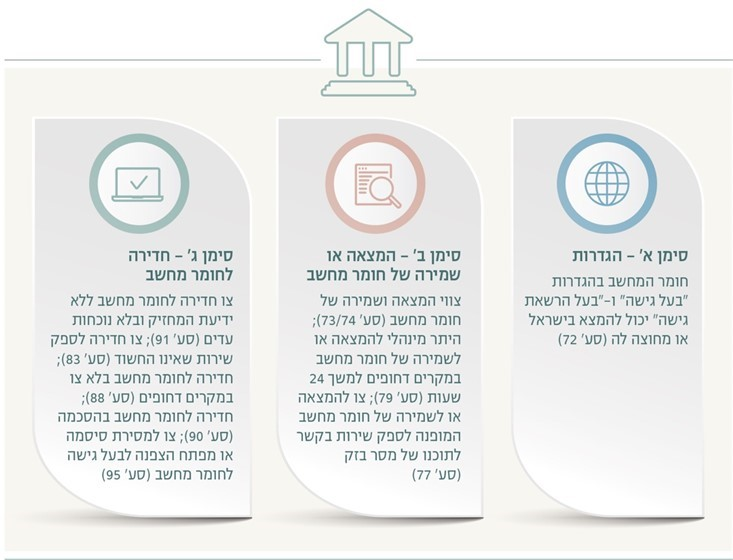 סימן א' – הגדרות
חומר המחשב בהגדרות
"בעל גישה" ו–"בעל הרשאת
גישה" יכול להמצא בישראל
או מחוצה לה (סע' 72)
סימן ב' – המצאה או
שמירה של חומר מחשב
צווי המצאה ושמירה של
חומר מחשב (סע' 73/74);
היתר מינהלי להמצאה או
לשמירה של חומר מחשב
במקרים דחופים למשך 24
שעות (סע' 79); צו להמצאה
או לשמירה של חומר מחשב
המופנה לספק שירות בקשר
לתוכנו של מסר בזק
(סע' 77)
סימן ג' – חדירה
לחומר מחשב
צו חדירה לחומר מחשב ללא
ידיעת המחזיק ובלא נוכחות
עדים (סע' 91); צו חדירה לספק
שירות שאינו החשוד (סע' 83);
חדירה לחומר מחשב בלא צו
במקרים דחופים (סע' 88);
חדירה לחומר מחשב בהסכמה
(סע' 90); צו למסירת סיסמה
או מפתח הצפנה לבעל גישה
לחומר מחשב (סע' 95)